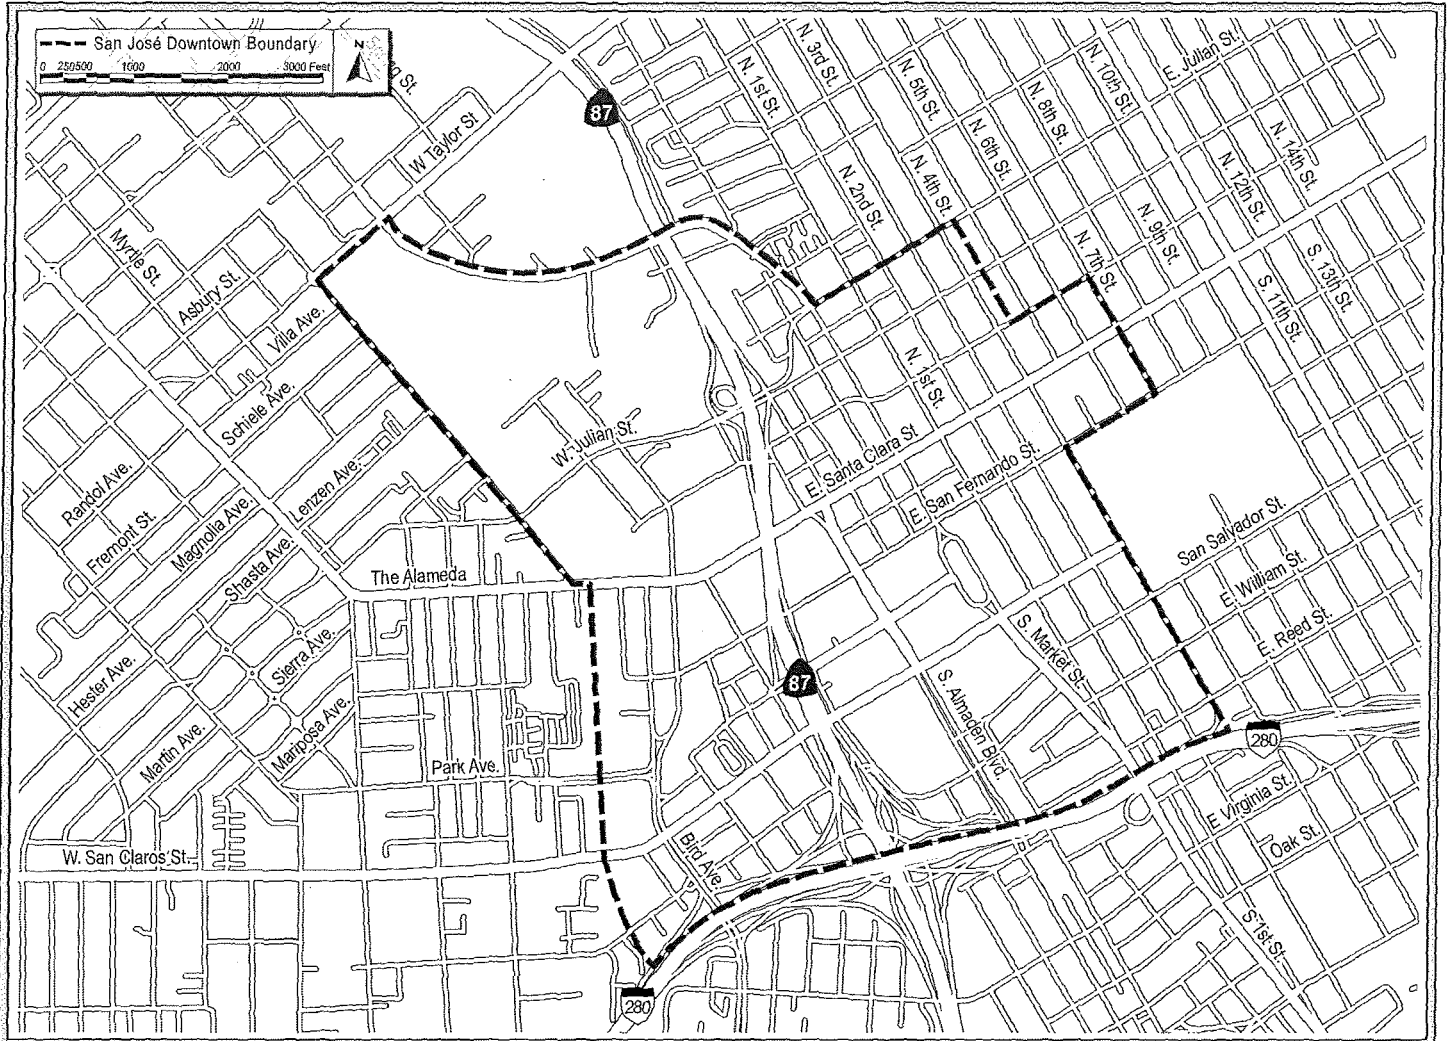 San José Downtown Boundary
N
0 250500 1000 2000 3000 Feet
87
W Taylor St
N. 1st St.
N. 3rd St.
N. 5th St.
N. 10th St.
E. Julian St.
N. 8th St.
N. 6th St.
N. 4th St.
N. 2nd St.
N. 14th St.
N. 12th St.
N. 9th St.
N. 7th St.
S. 13th St.
S. 11th St.
Myrtle St.
Asbury St.
Villa Ave.
Schiele Ave.
N. 1st St.
W. Julian St.
E. Santa Clara St
E. San Fernando St.
Randol Ave.
Fremont St.
Magnolia Ave.
Lenzen Ave.
Shasta Ave.
The Alameda
San Salvador St.
E. William St.
E. Reed St.
Hester Ave.
Sierra Ave.
Martin Ave.
Mariposa Ave.
Park Ave.
87
S. Market St.
S. Almaden Blvd.
280
E Virginia St.
Oak St.
W. San Claros St.
Bird Ave
S 1st St.
280